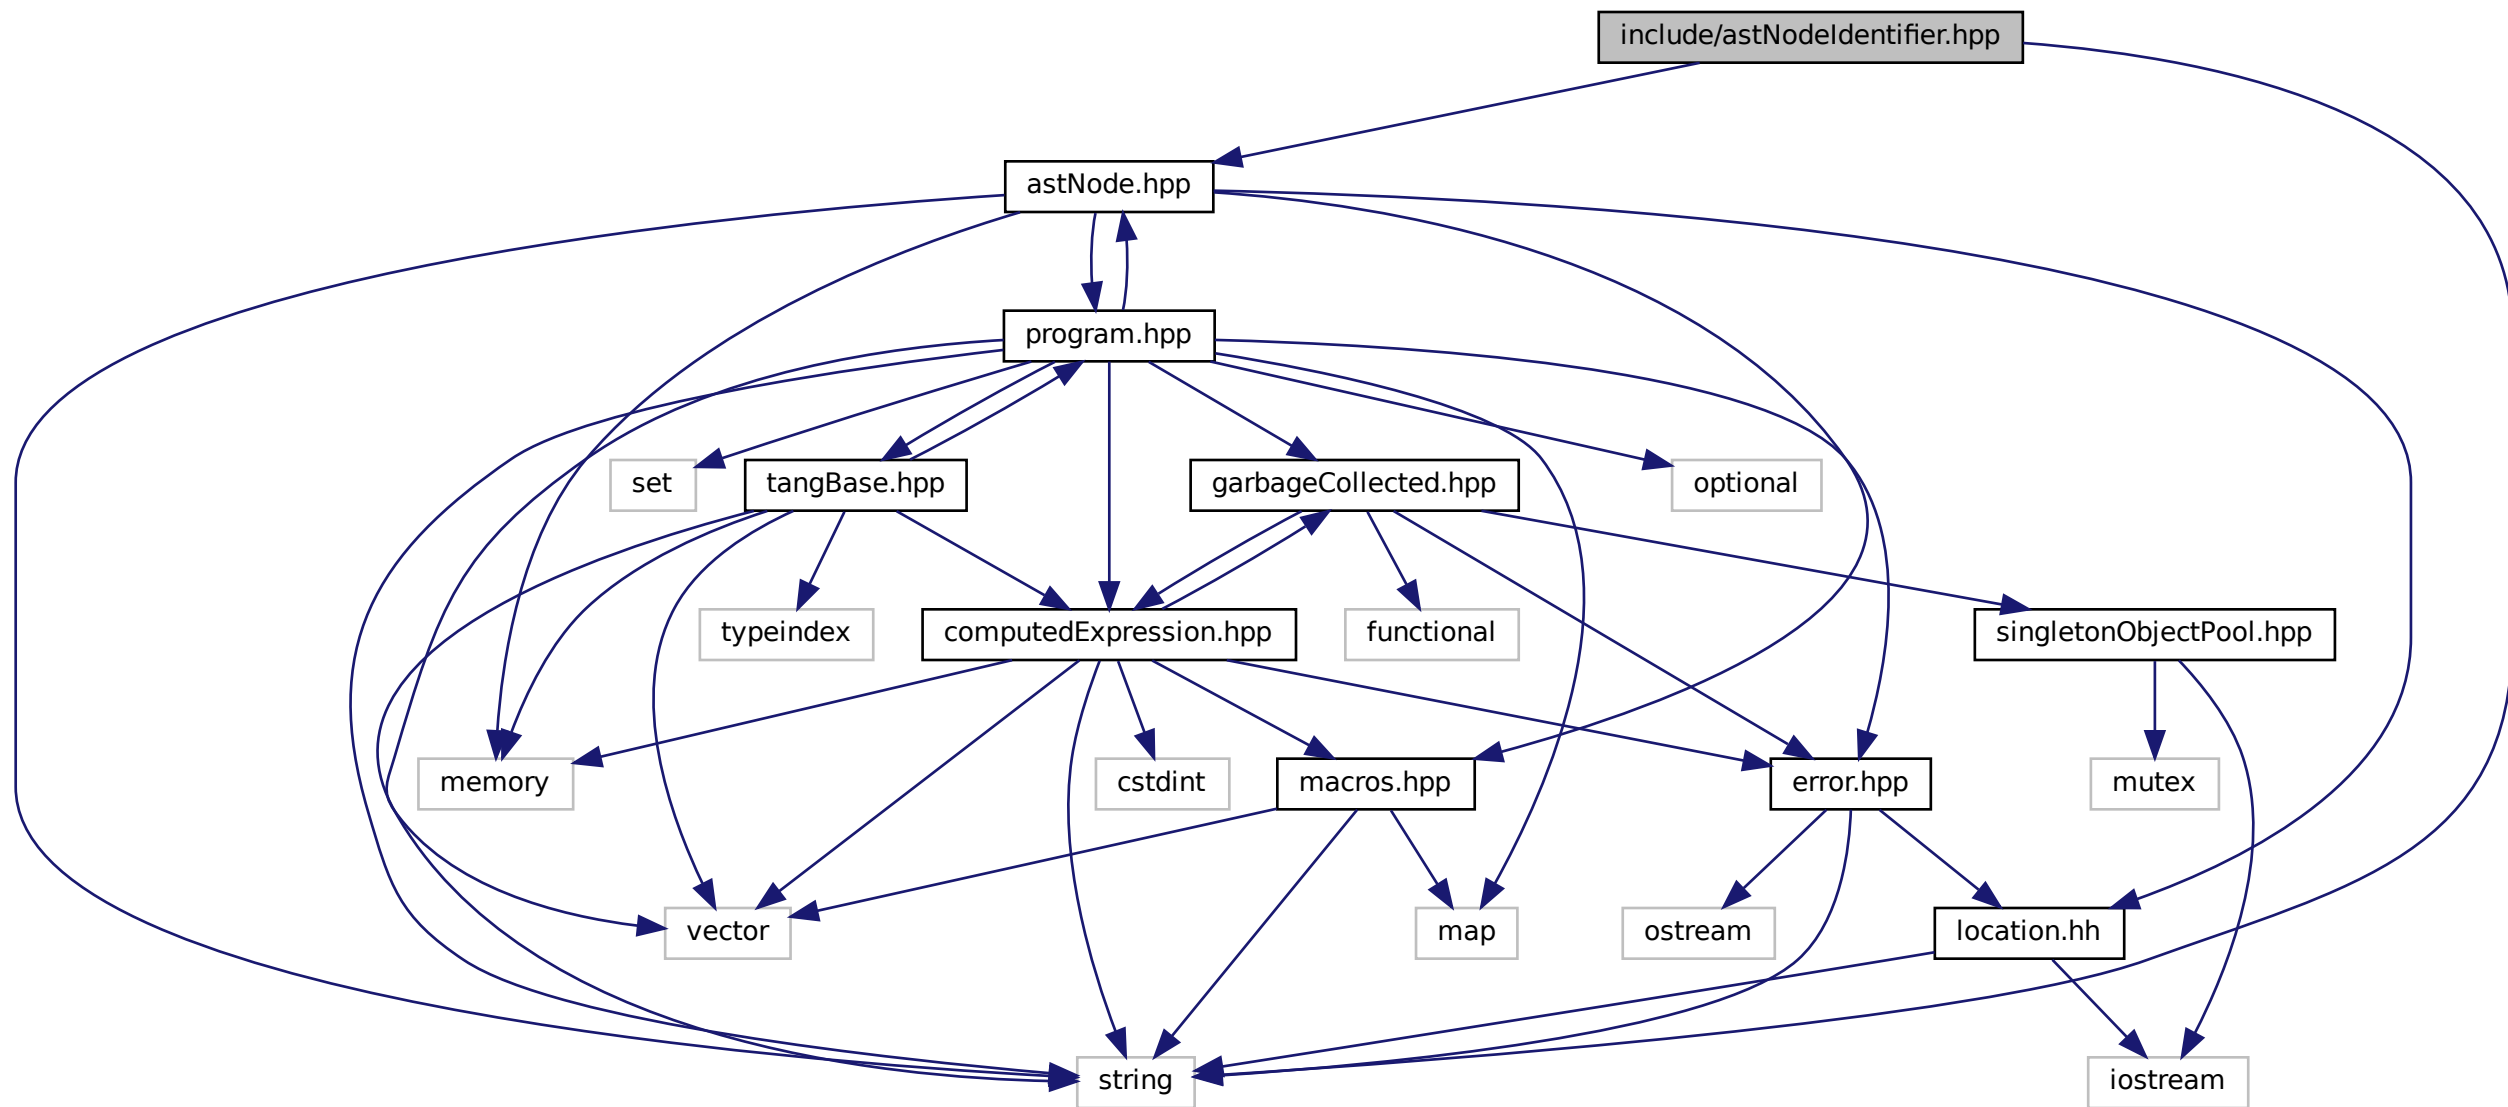 include/astNodeIdentifier.hpp
astNode.hpp
program.hpp
set
tangBase.hpp
garbageCollected.hpp
optional
typeindex
computedExpression.hpp
functional
singletonObjectPool.hpp
memory
cstdint
macros.hpp
error.hpp
mutex
vector
map
ostream
location.hh
string
iostream